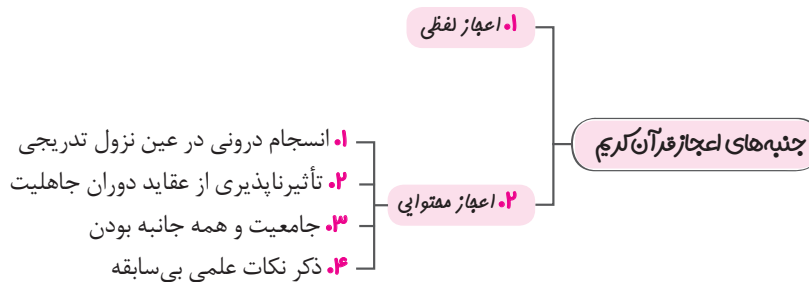 جنبه‌های اعجاز قرآن کریم
۱. اعجاز لفظی
۲. اعجاز محتوایی
۱. انسجام درونی در عین نزول تدریجی
۲. تأثیرناپذیری از عقاید دوران جاهلیت
۳. جامعیت و همه جانبه بودن
۴. ذکر نکات علمی بی‌سابقه